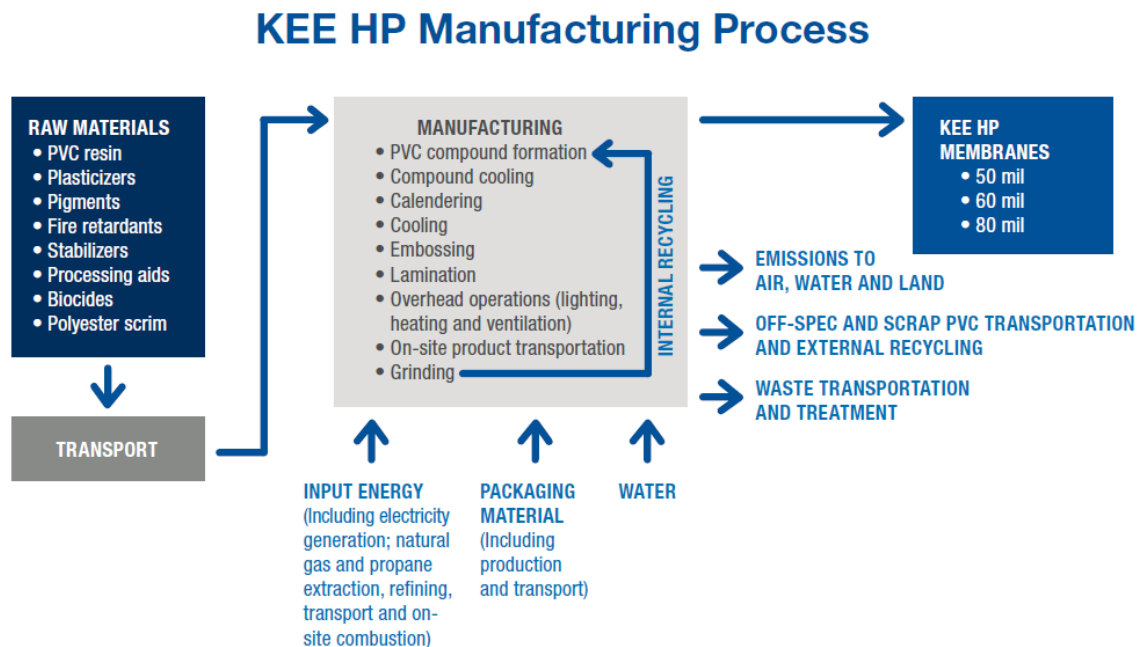 KEE HP Manufacturing Process
RAW MATERIALS
• PVC resin
• Plasticizers
• Pigments
• Fire retardants
• Stabilizers
• Processing aids
• Biocides
• Polyester scrim
TRANSPORT
MANUFACTURING
• PVC compound formation
• Compound cooling
• Calendering
• Cooling
• Embossing
• Lamination
• Overhead operations (lighting,
heating and ventilation)
• On-site product transportation
• Grinding
INTERNAL RECYCLING
KEE HP
MEMBRANES
• 50 mil
• 60 mil
• 80 mil
EMISSIONS TO
AIR, WATER AND LAND
OFF-SPEC AND SCRAP PVC TRANSPORTATION
AND EXTERNAL RECYCLING
WASTE TRANSPORTATION
AND TREATMENT
INPUT ENERGY
(Including electricity
generation; natural
gas and propane
extraction, refining,
transport and on-
site combustion)
PACKAGING
MATERIAL
(Including
production
and transport)
WATER